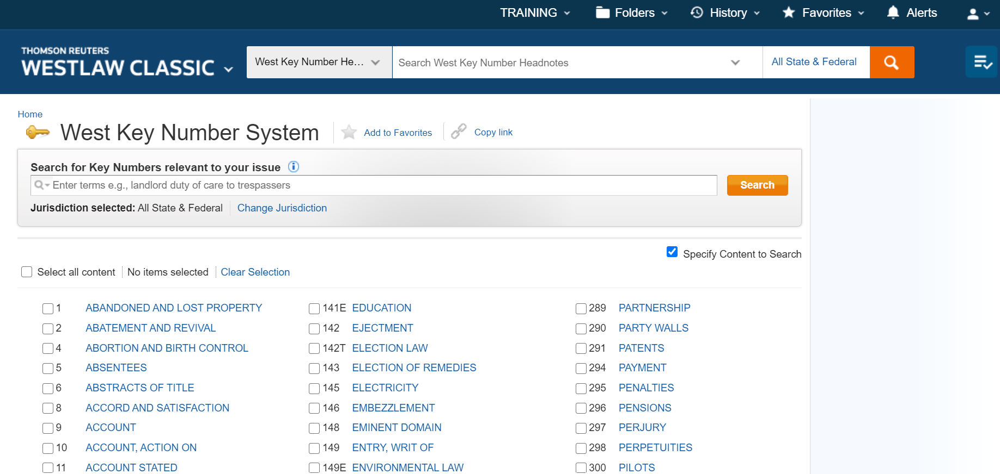 TRAINING Folders History Favorites Alerts
THOMSON REUTERS
WESTLAW CLASSIC
West Key Number He... Search West Key Number Headnotes All State & Federal
Home
West Key Number System Add to Favorites Copy link
Search for Key Numbers relevant to your issue
Enter terms e.g., landlord duty of care to trespassers Search
Jurisdiction selected: All State & Federal Change Jurisdiction
Specify Content to Search
Select all content No items selected Clear Selection
1 ABANDONED AND LOST PROPERTY
2 ABATEMENT AND REVIVAL
4 ABORTION AND BIRTH CONTROL
5 ABSENTEES
6 ABSTRACTS OF TITLE
8 ACCORD AND SATISFACTION
9 ACCOUNT
10 ACCOUNT, ACTION ON
11 ACCOUNT STATED
141E EDUCATION
142 EJECTMENT
142T ELECTION LAW
143 ELECTION OF REMEDIES
145 ELECTRICITY
146 EMBEZZLEMENT
148 EMINENT DOMAIN
149 ENTRY, WRIT OF
149E ENVIRONMENTAL LAW
289 PARTNERSHIP
290 PARTY WALLS
291 PATENTS
294 PAYMENT
295 PENALTIES
296 PENSIONS
297 PERJURY
298 PERPETUITIES
300 PILOTS